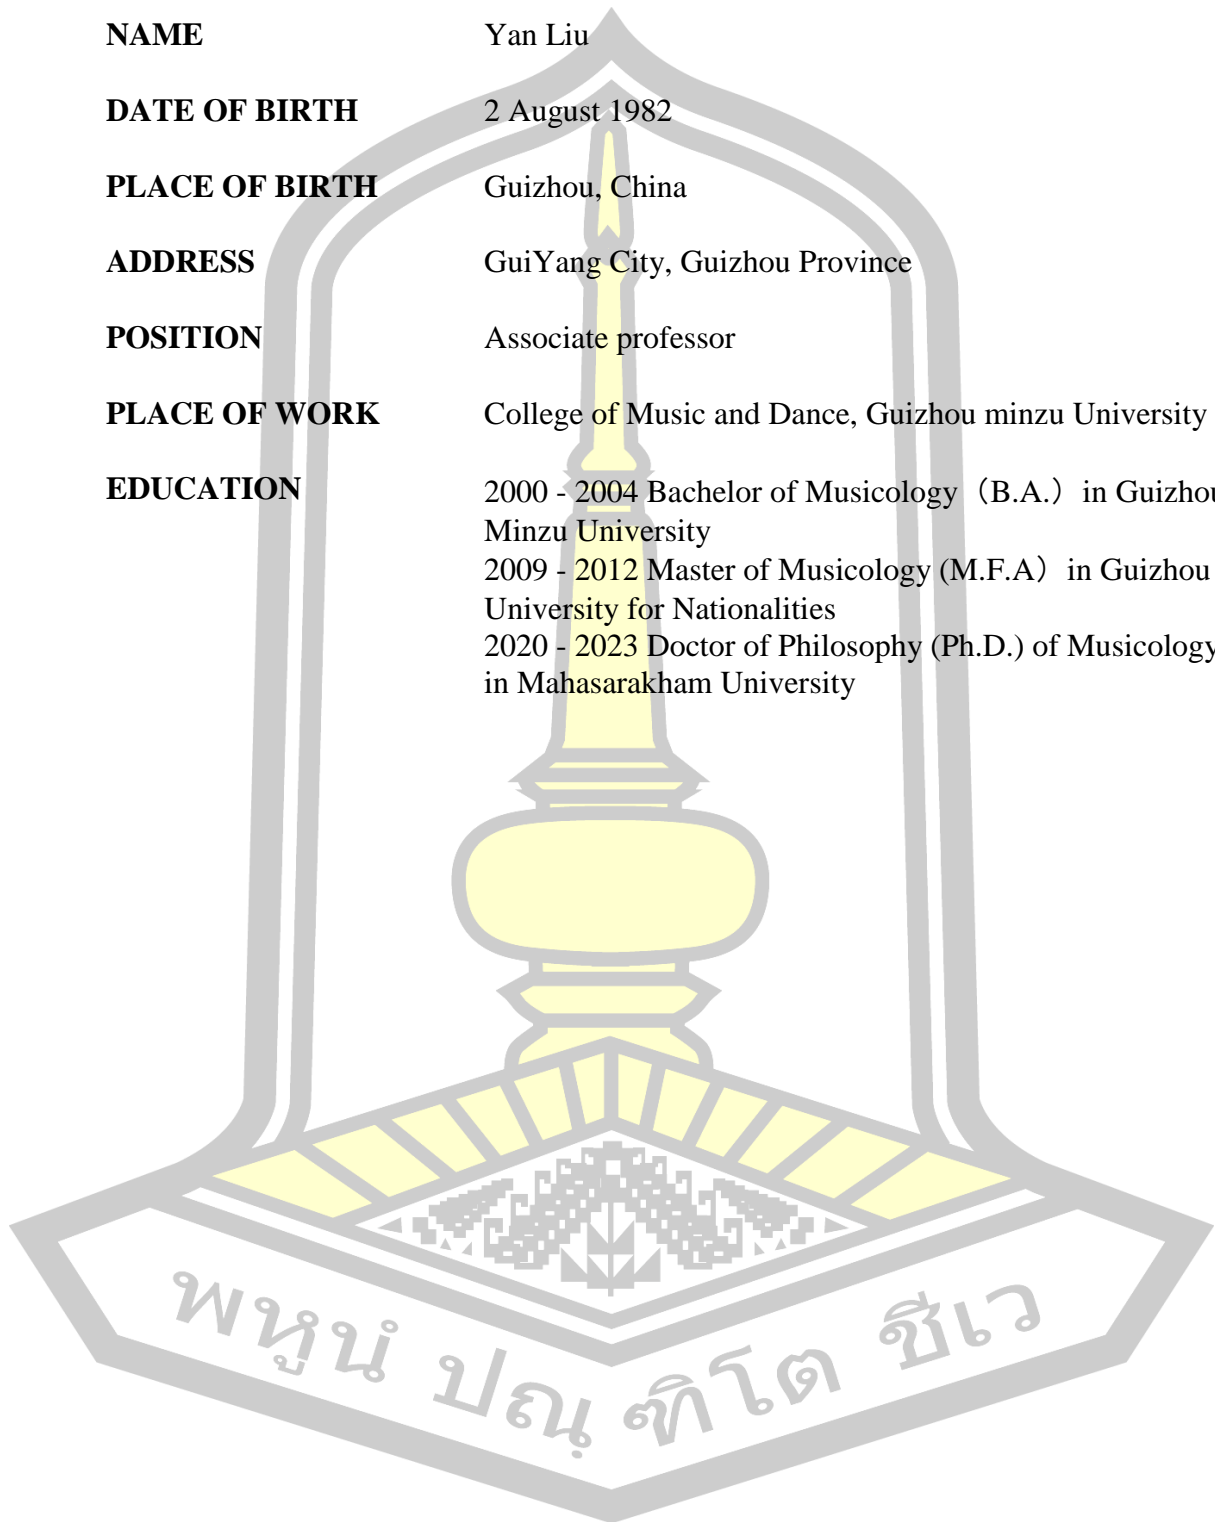 NAME Yan Liu
DATE OF BIRTH 2 August 1982
PLACE OF BIRTH Guizhou, China
ADDRESS GuiYang City, Guizhou Province
POSITION Associate professor
PLACE OF WORK College of Music and Dance, Guizhou minzu University
EDUCATION 2000 - 2004 Bachelor of Musicology（B.A.）in Guizhou
Minzu University
2009 - 2012 Master of Musicology (M.F.A）in Guizhou
University for Nationalities
2020 - 2023 Doctor of Philosophy (Ph.D.) of Musicology
in Mahasarakham University
พหูนํ ปณฺฑิโต ชีเว